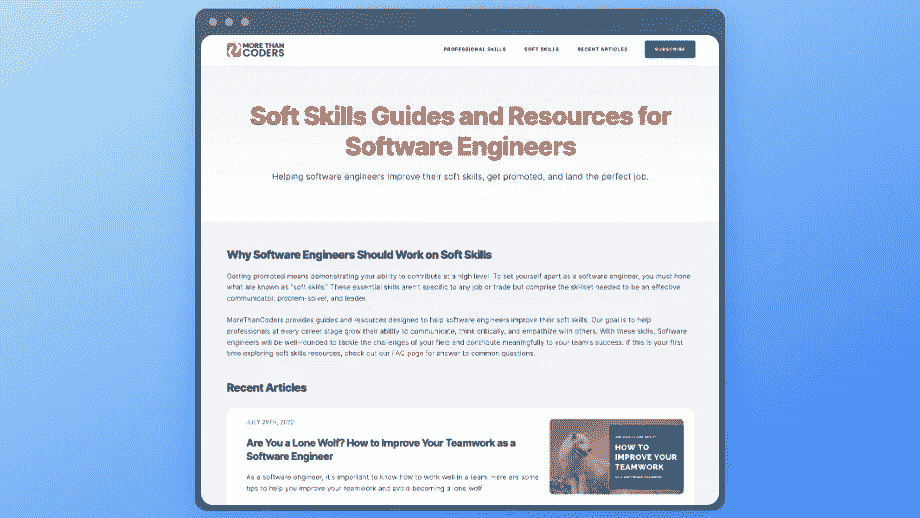 MORE THAN
CODERS
PROFESSIONAL SKILLS
SOFT SKILLS
RECENT ARTICLES
SUBSCRIBE
Soft Skills Guides and Resources for
Software Engineers
Helping software engineers improve their soft skills, get promoted, and land the perfect job.
Why Software Engineers Should Work on Soft Skills
Getting promoted means demonstrating your ability to contribute at a high level. To set yourself apart as a software engineer, you must hone
what are known as "soft skills." These essential skills aren't specific to any job or trade but comprise the skillset needed to be an effective
communicator, problem-solver, and leader.
MoreThanCoders provides guides and resources designed to help software engineers improve their soft skills. Our goal is to help
professionals at every career stage grow their ability to communicate, think critically, and empathize with others. With these skills, Software
engineers will be well-rounded to tackle the challenges of your field and contribute meaningfully to your team's success. If this is your first
time exploring soft skills resources, check out our FAQ page for answer to common questions.
Recent Articles
JULY 29TH, 2022
Are You a Lone Wolf? How to Improve Your Teamwork as a
Software Engineer
As a software engineer, it's important to know how to work well in a team. Here are some
tips to help you improve your teamwork and avoid becoming a lone wolf.
HOW TO
IMPROVE YOUR
TEAMWORK